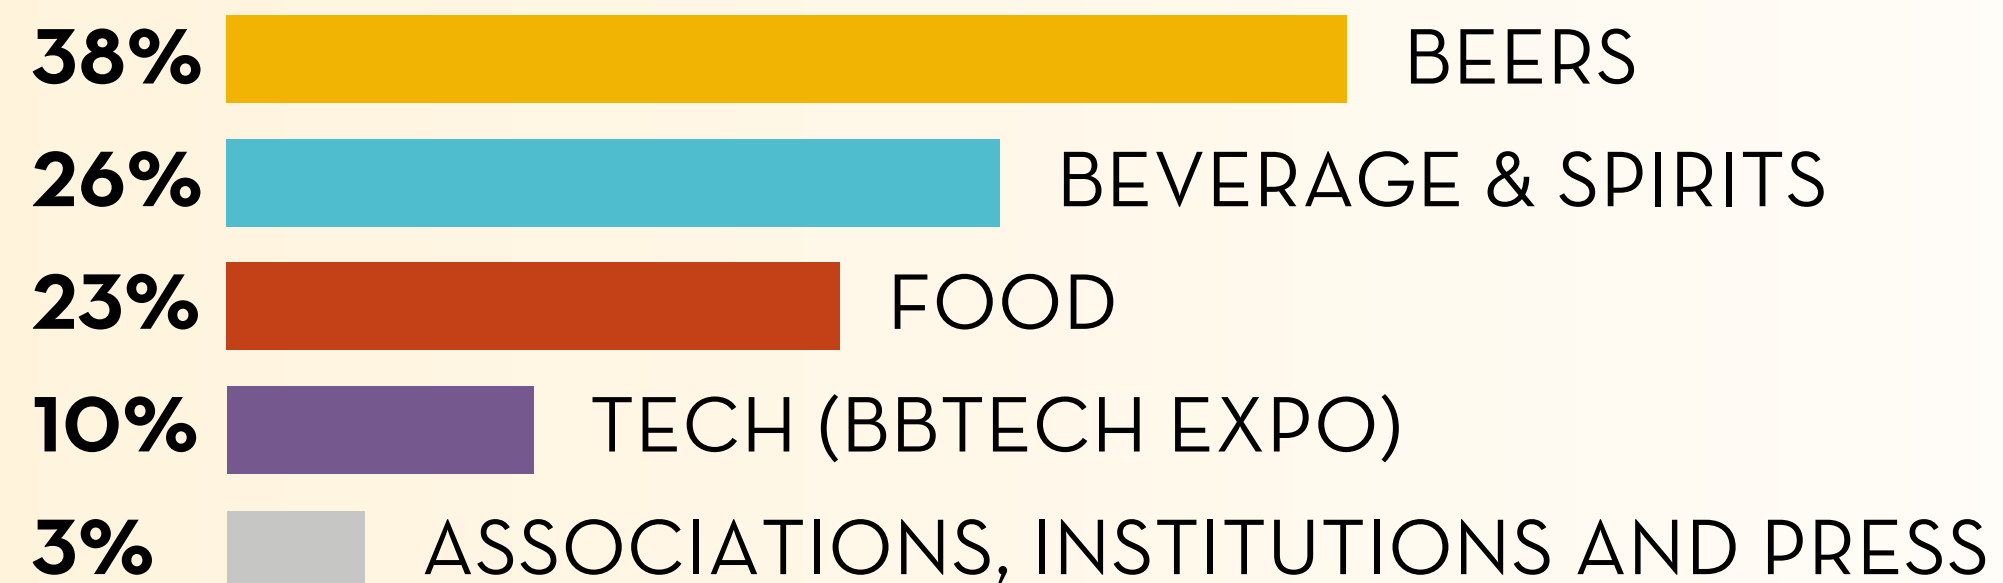 38% BEERS
26% BEVERAGE & SPIRITS
23% FOOD
10% TECH (BBTECH EXPO)
3% ASSOCIATIONS, INSTITUTIONS AND PRESS